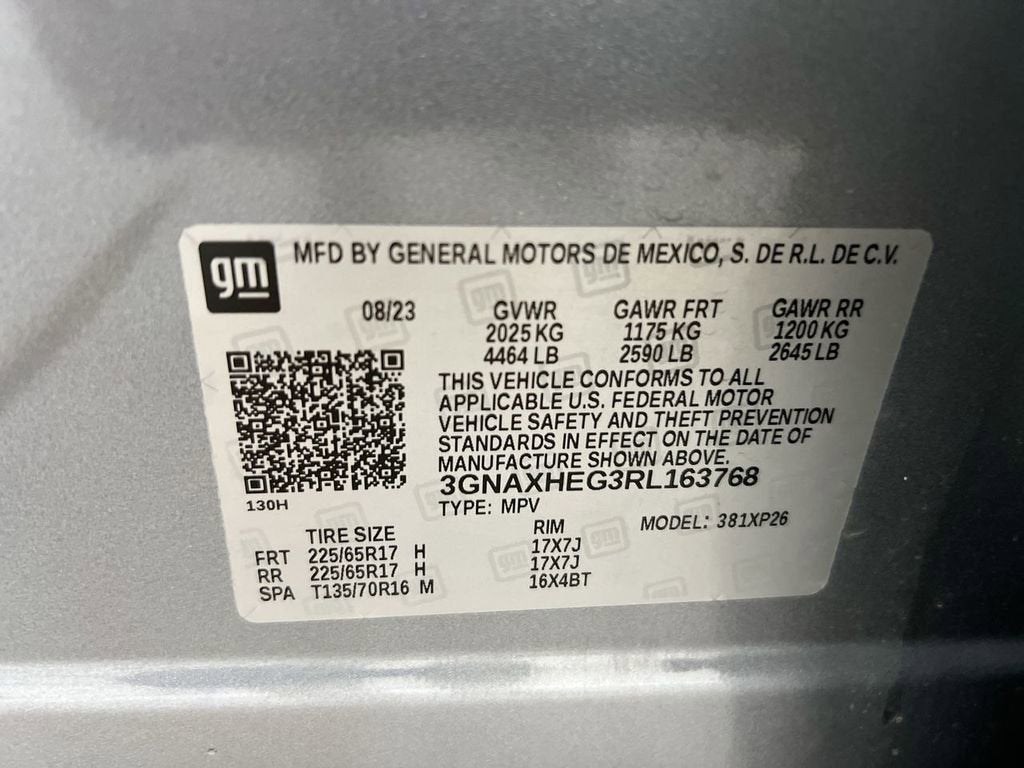 gm MFD BY GENERAL MOTORS DE MEXICO, S. DE R.L. DE C.V.
08/23 GVWR GAWR FRT GAWR RR
2025 KG 1175 KG 1200 KG
4464 LB 2590 LB 2645 LB
THIS VEHICLE CONFORMS TO ALL
APPLICABLE U.S. FEDERAL MOTOR
VEHICLE SAFETY AND THEFT PREVENTION
STANDARDS IN EFFECT ON THE DATE OF
MANUFACTURE SHOWN ABOVE.
3GNAXHEG3RL163768
130H
TYPE: MPV
TIRE SIZE RIM MODEL: 381XP26
FRT 225/65R17 H 17X7J
RR 225/65R17 H 17X7J
SPA T135/70R16 M 16X4BT